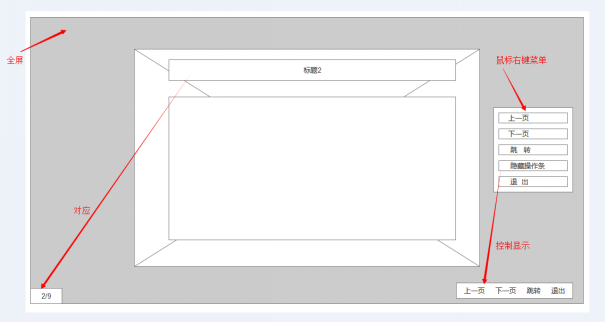 全屏
鼠标右键菜单
标题2
上一页
下一页
跳 转
隐藏操作条
退 出
对应
控制显示
2/9
上一页 下一页 跳转 退出